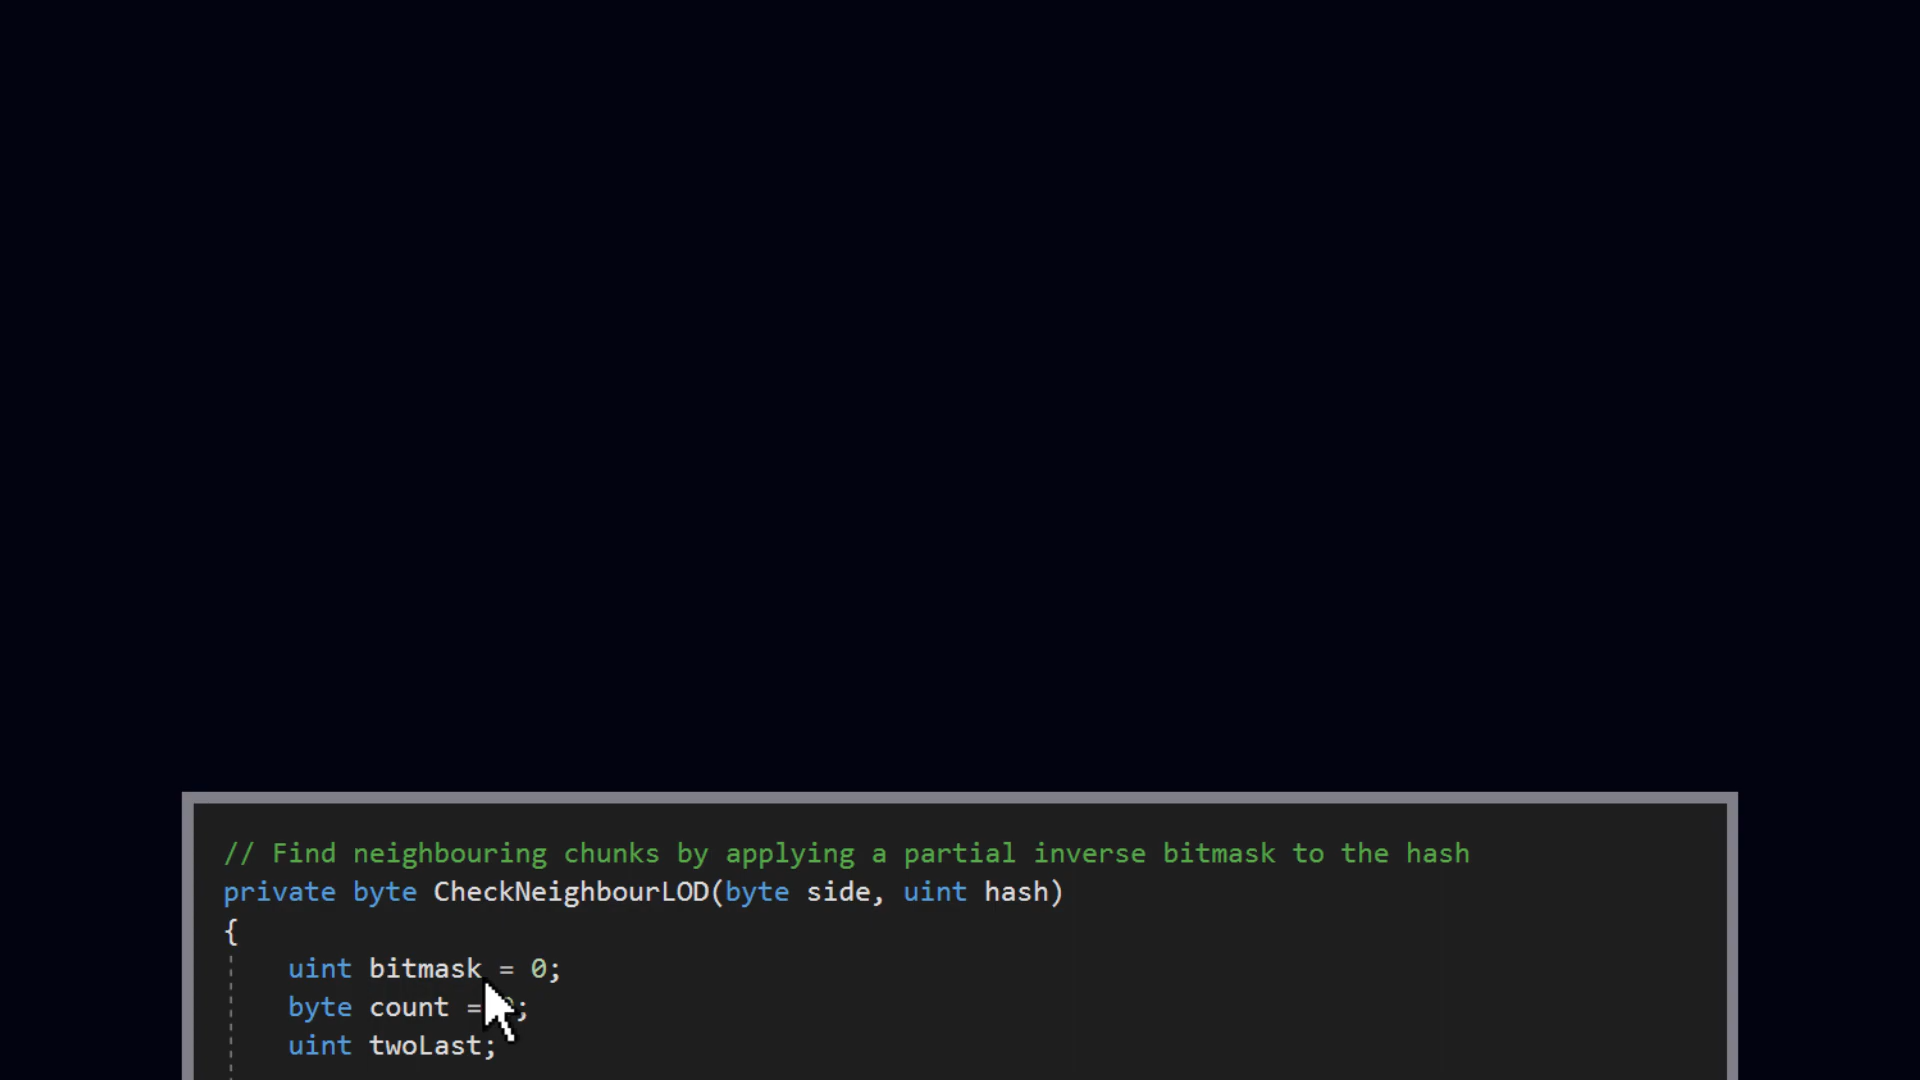 // Find neighbouring chunks by applying a partial inverse bitmask to the hash
private byte CheckNeighbourLOD(byte side, uint hash)
{
uint bitmask = 0;
byte count = 0;
uint twoLast;